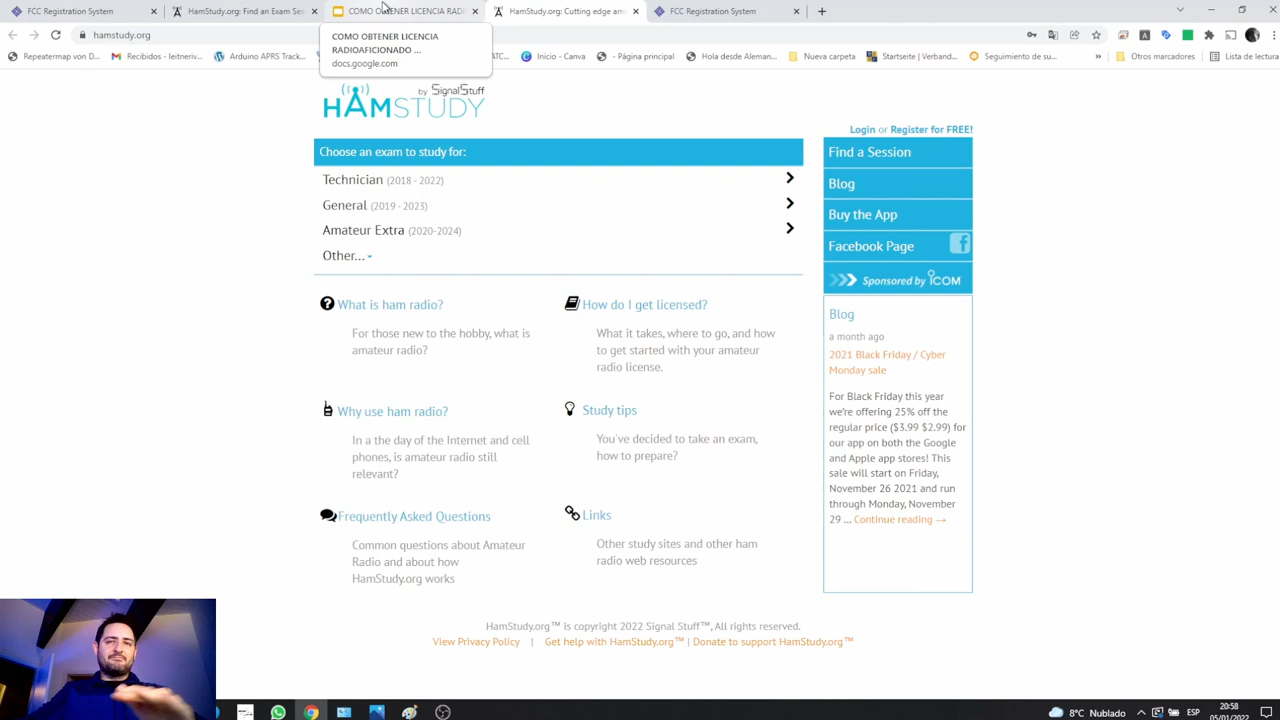 FCC Registration System
HamStudy.org: Find an Exam Ses
COMO OBTENER LICENCIA RADI
HamStudy.org: Cutting edge am
FCC Registration System
hamstudy.org
COMO OBTENER LICENCIA
RADIOAFICIONADO ...
docs.google.com
Repeatermap von D...
Recibidos - leitneriv...
Arduino APRS Track...
ATC...
Inicio - Canva
- Página principal
Hola desde Aleman...
Nueva carpeta
Startseite | Verband...
Seguimiento de su...
»
Otros marcadores
Lista de lectura
HAMSTUDY
by SignalStuff
Login or Register for FREE!
Choose an exam to study for:
Technician (2018 - 2022)
General (2019 - 2023)
Amateur Extra (2020-2024)
Other...
Find a Session
Blog
Buy the App
Facebook Page
Sponsored by ICOM
What is ham radio?
For those new to the hobby, what is
amateur radio?
How do I get licensed?
What it takes, where to go, and how
to get started with your amateur
radio license.
Why use ham radio?
In a the day of the Internet and cell
phones, is amateur radio still
relevant?
Study tips
You've decided to take an exam,
how to prepare?
Frequently Asked Questions
Common questions about Amateur
Radio and about how
HamStudy.org works
Links
Other study sites and other ham
radio web resources
Blog
a month ago
2021 Black Friday / Cyber
Monday sale
For Black Friday this year
we're offering 25% off the
regular price ($3.99 $2.99) for
our app on both the Google
and Apple app stores! This
sale will start on Friday,
November 26 2021 and run
through Monday, November
29 ... Continue reading →
HamStudy.org™ is copyright 2022 Signal Stuff™, All rights reserved.
View Privacy Policy | Get help with HamStudy.org™ | Donate to support HamStudy.org™
8°C Nublado
ESP
20:58
05/01/2022